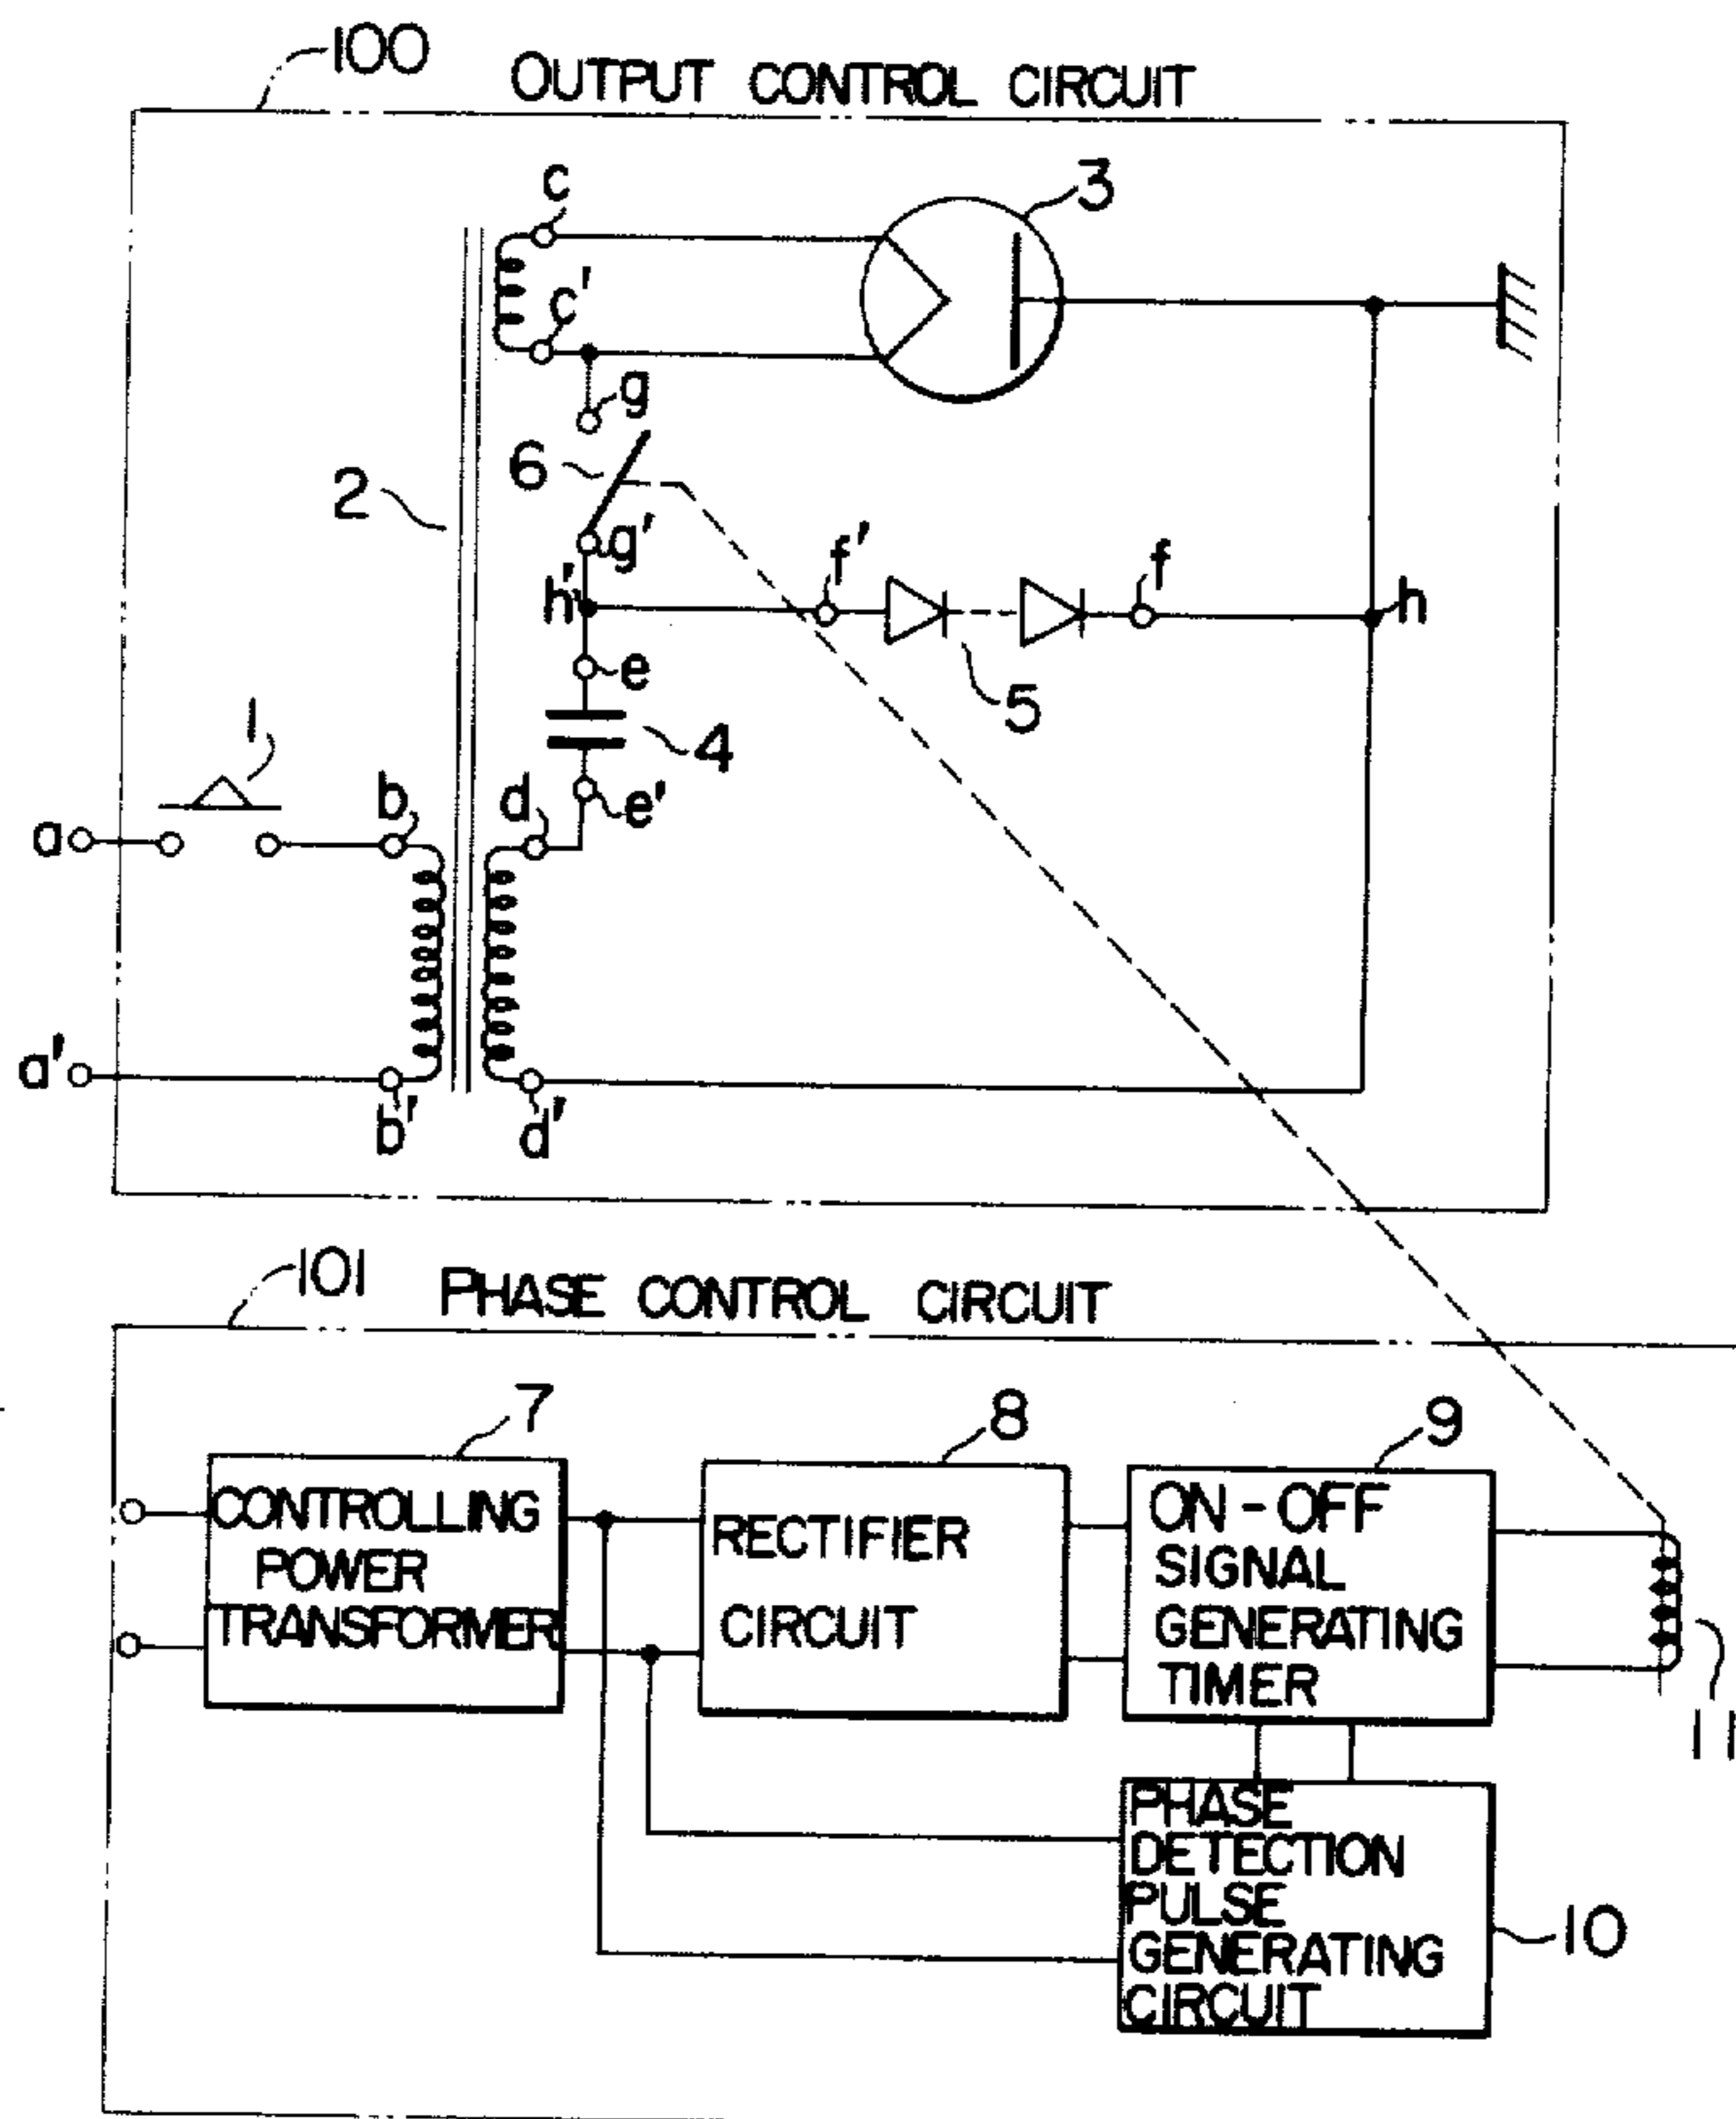 100
OUTPUT CONTROL CIRCUIT
c
3
c'
g
6
2
g'
h'
f'
f
h
e
5
1
4
b
d
e'
a
a'
b'
d'
101
PHASE CONTROL CIRCUIT
7
8
9
CONTROLLING
POWER
TRANSFORMER
RECTIFIER
CIRCUIT
ON-OFF
SIGNAL
GENERATING
TIMER
11
PHASE
DETECTION
PULSE
GENERATING
CIRCUIT
10